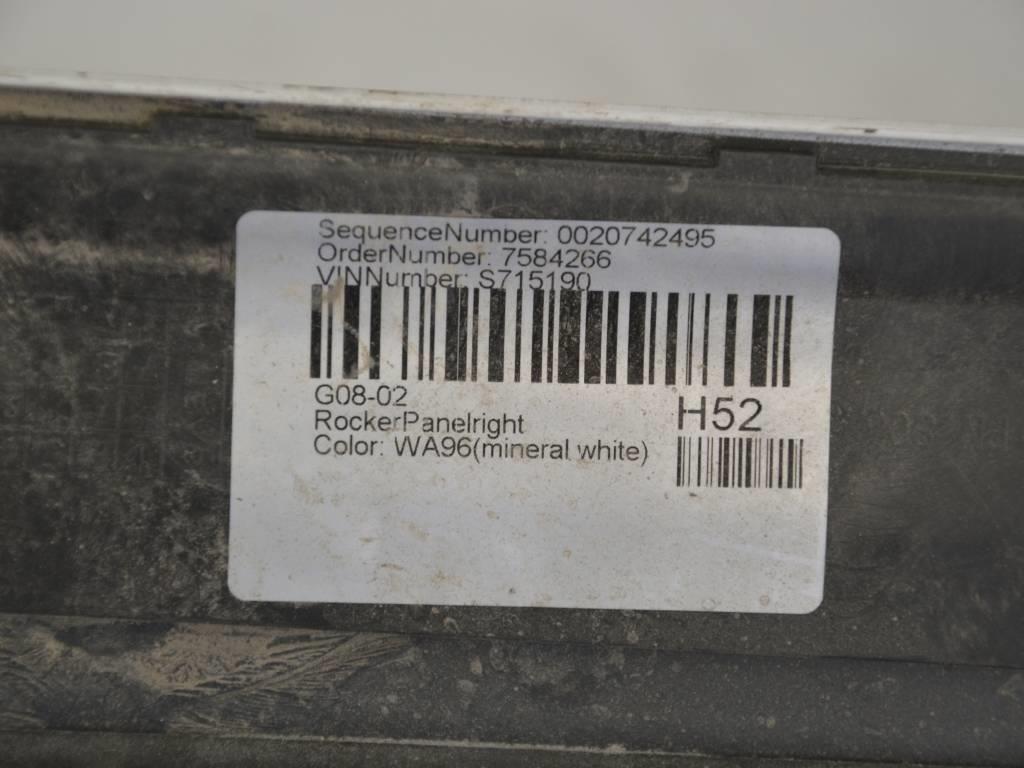 SequenceNumber: 0020742495
OrderNumber: 7584266
VINNumber: S715190
G08-02
RockerPanelright
Color: WA96(mineral white)
H52